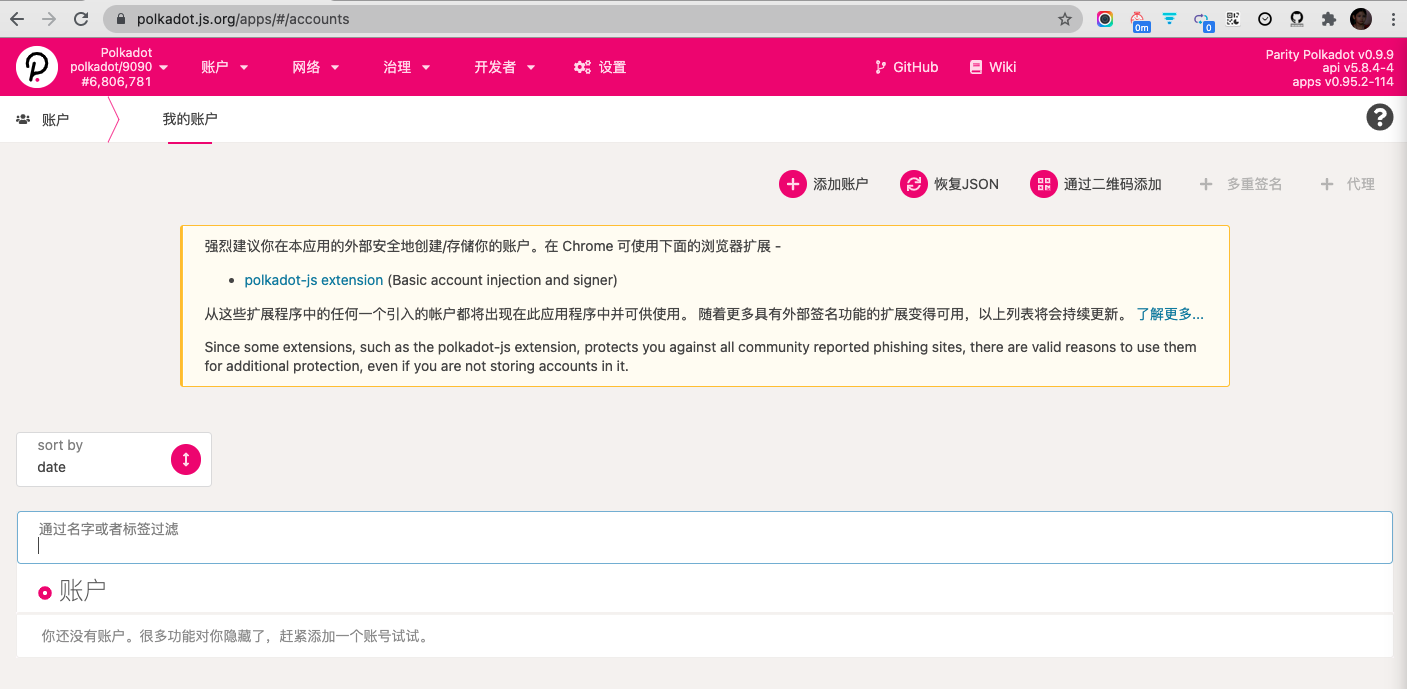 polkadot.js.org/apps/#/accounts
0m
0
Polkadot
polkadot/9090
#6,806,781
账户
网络
治理
开发者
设置
GitHub
Wiki
Parity Polkadot v0.9.9
api v5.8.4-4
apps v0.95.2-114
账户
我的账户
添加账户
恢复JSON
通过二维码添加
多重签名
代理
强烈建议你在本应用的外部安全地创建/存储你的账户。在 Chrome 可使用下面的浏览器扩展 -
polkadot-js extension (Basic account injection and signer)
从这些扩展程序中的任何一个引入的帐户都将出现在此应用程序中并可供使用。 随着更多具有外部签名功能的扩展变得可用，以上列表将会持续更新。 了解更多...
Since some extensions, such as the polkadot-js extension, protects you against all community reported phishing sites, there are valid reasons to use them
for additional protection, even if you are not storing accounts in it.
sort by
date
通过名字或者标签过滤
账户
你还没有账户。很多功能对你隐藏了，赶紧添加一个账号试试。